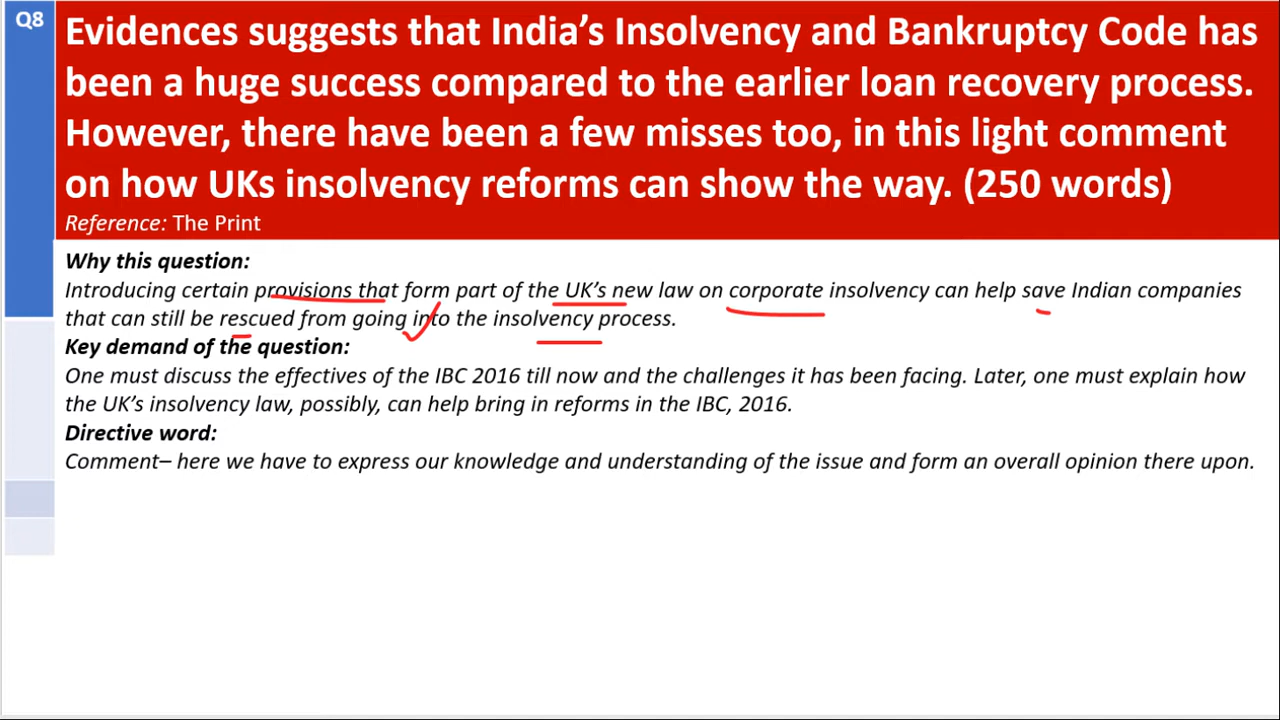 Q8
Evidences suggests that India's Insolvency and Bankruptcy Code has
been a huge success compared to the earlier loan recovery process.
However, there have been a few misses too, in this light comment
on how UKs insolvency reforms can show the way. (250 words)
Reference: The Print
Why this question:
Introducing certain provisions that form part of the UK's new law on corporate insolvency can help save Indian companies
that can still be rescued from going into the insolvency process.
Key demand of the question:
One must discuss the effectives of the IBC 2016 till now and the challenges it has been facing. Later, one must explain how
the UK's insolvency law, possibly, can help bring in reforms in the IBC, 2016.
Directive word:
Comment– here we have to express our knowledge and understanding of the issue and form an overall opinion there upon.